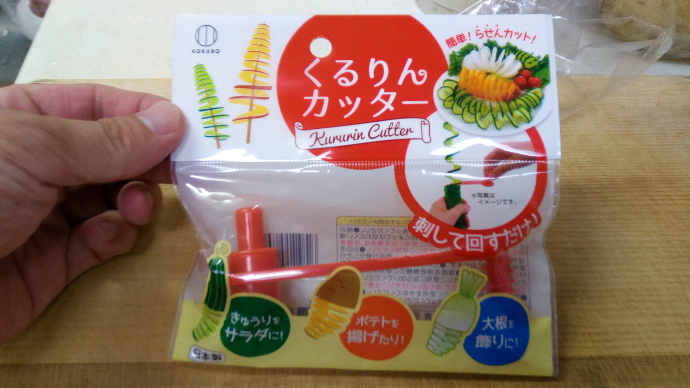 KOKUBO
簡単!らせんカット!
くるりん
カッター
Kururin Cutter
※写真は
イメージです。
刺して回すだけ!
きゅうりを
サラダに!
ポテトを
揚げたり!
大根を
飾りに!
日本製